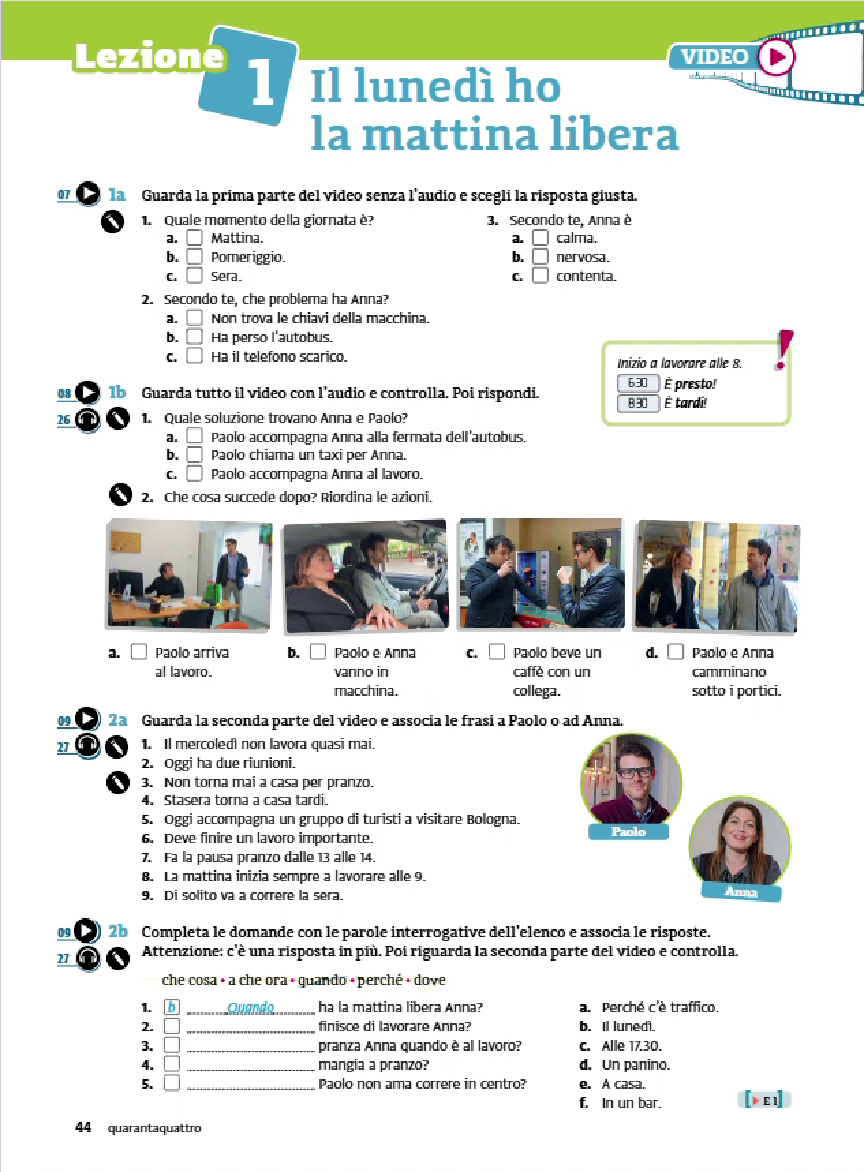 Lezione
1
VIDEO
Il lunedì ho
la mattina libera
07 1a Guarda la prima parte del video senza l'audio e scegli la risposta giusta.
1. Quale momento della giornata è?
a. Mattina.
b. Pomeriggio.
c. Sera.
2. Secondo te, che problema ha Anna?
a. Non trova le chiavi della macchina.
b. Ha perso l'autobus.
c. Ha il telefono scarico.
3. Secondo te, Anna è
a. calma.
b. nervosa.
c. contenta.
Inizio a lavorare alle 8.
6:30 È presto!
8:30 È tardi!
08 1b Guarda tutto il video con l'audio e controlla. Poi rispondi.
26 1. Quale soluzione trovano Anna e Paolo?
a. Paolo accompagna Anna alla fermata dell'autobus.
b. Paolo chiama un taxi per Anna.
c. Paolo accompagna Anna al lavoro.
2. Che cosa succede dopo? Riordina le azioni.
a. Paolo arriva
al lavoro.
b. Paolo e Anna
vanno in
macchina.
c. Paolo beve un
caffè con un
collega.
d. Paolo e Anna
camminano
sotto i portici.
09 2a Guarda la seconda parte del video e associa le frasi a Paolo o ad Anna.
27 1. Il mercoledì non lavora quasi mai.
2. Oggi ha due riunioni.
3. Non torna mai a casa per pranzo.
4. Stasera torna a casa tardi.
5. Oggi accompagna un gruppo di turisti a visitare Bologna.
6. Deve finire un lavoro importante.
7. Fa la pausa pranzo dalle 13 alle 14.
8. La mattina inizia sempre a lavorare alle 9.
9. Di solito va a correre la sera.
Paolo
Anna
09 2b Completa le domande con le parole interrogative dell'elenco e associa le risposte.
27 Attenzione: c'è una risposta in più. Poi riguarda la seconda parte del video e controlla.
che cosa • a che ora • quando • perché • dove
1. b Quando ha la mattina libera Anna?
2. finisce di lavorare Anna?
3. pranza Anna quando è al lavoro?
4. mangia a pranzo?
5. Paolo non ama correre in centro?
a. Perché c'è traffico.
b. Il lunedì.
c. Alle 17.30.
d. Un panino.
e. A casa.
f. In un bar.
E1
44 quarantaquattro